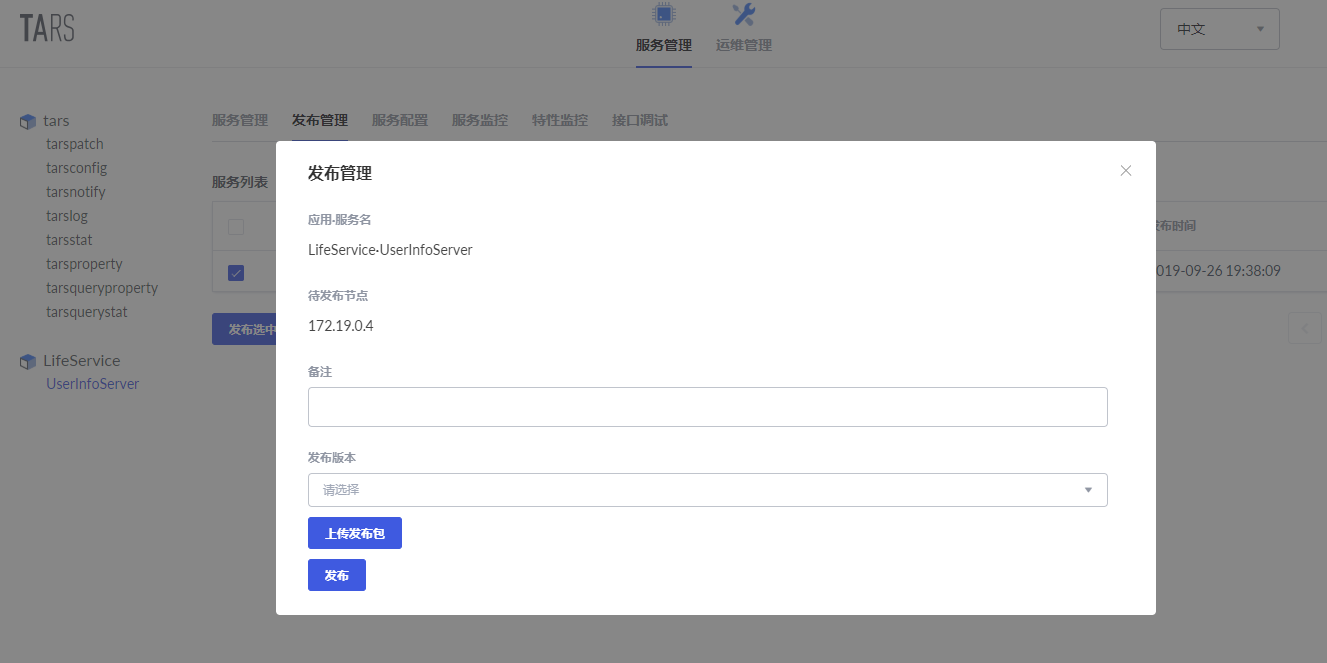 TARS
服务管理
运维管理
中文
tars
tarspatch
tarsconfig
tarsnotify
tarslog
tarsstat
tarsproperty
tarsqueryproperty
tarsquerystat
LifeService
UserInfoServer
服务管理 发布管理 服务配置 服务监控 特性监控 接口调试
服务列表
布时间
019-09-26 19:38:09
发布选中
发布管理
应用·服务名
LifeService·UserInfoServer
待发布节点
172.19.0.4
备注
发布版本
请选择
上传发布包
发布